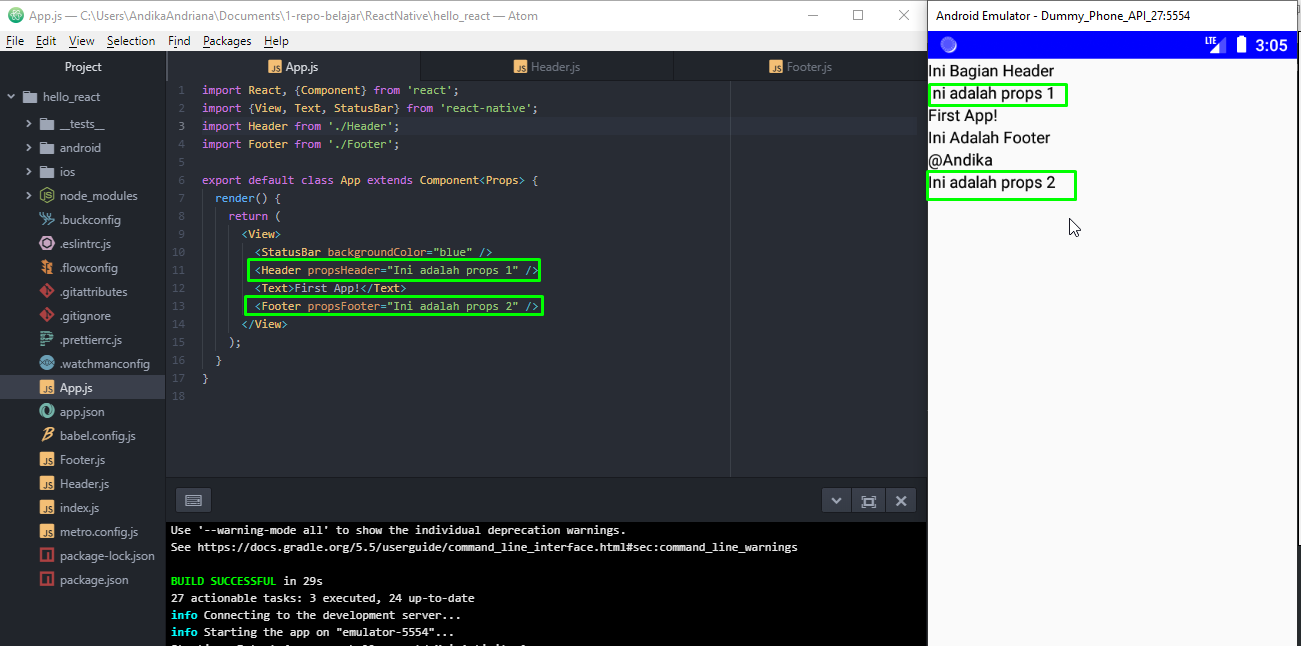 App.js — C:\Users\AndikaAndriana\Documents\1-repo-belajar\ReactNative\hello_react — Atom
File Edit View Selection Find Packages Help
Project
hello_react
__tests__
android
ios
node_modules
.buckconfig
.eslintrc.js
.flowconfig
.gitattributes
.gitignore
.prettierrc.js
.watchmanconfig
App.js
app.json
babel.config.js
Footer.js
Header.js
index.js
metro.config.js
package-lock.json
package.json
App.js Header.js Footer.js
1 import React, {Component} from 'react';
2 import {View, Text, StatusBar} from 'react-native';
3 import Header from './Header';
4 import Footer from './Footer';
5
6 export default class App extends Component<Props> {
7 render() {
8 return (
9 <View>
10 <StatusBar backgroundColor="blue" />
11 <Header propsHeader="Ini adalah props 1" />
12 <Text>First App!</Text>
13 <Footer propsFooter="Ini adalah props 2" />
14 </View>
15 );
16 }
17 }
18
Use '--warning-mode all' to show the individual deprecation warnings.
See https://docs.gradle.org/5.5/userguide/command_line_interface.html#sec:command_line_warnings
BUILD SUCCESSFUL in 29s
27 actionable tasks: 3 executed, 24 up-to-date
info Connecting to the development server...
info Starting the app on "emulator-5554"...
Android Emulator - Dummy_Phone_API_27:5554
LTE 3:05
Ini Bagian Header
Ini adalah props 1
First App!
Ini Adalah Footer
@Andika
Ini adalah props 2